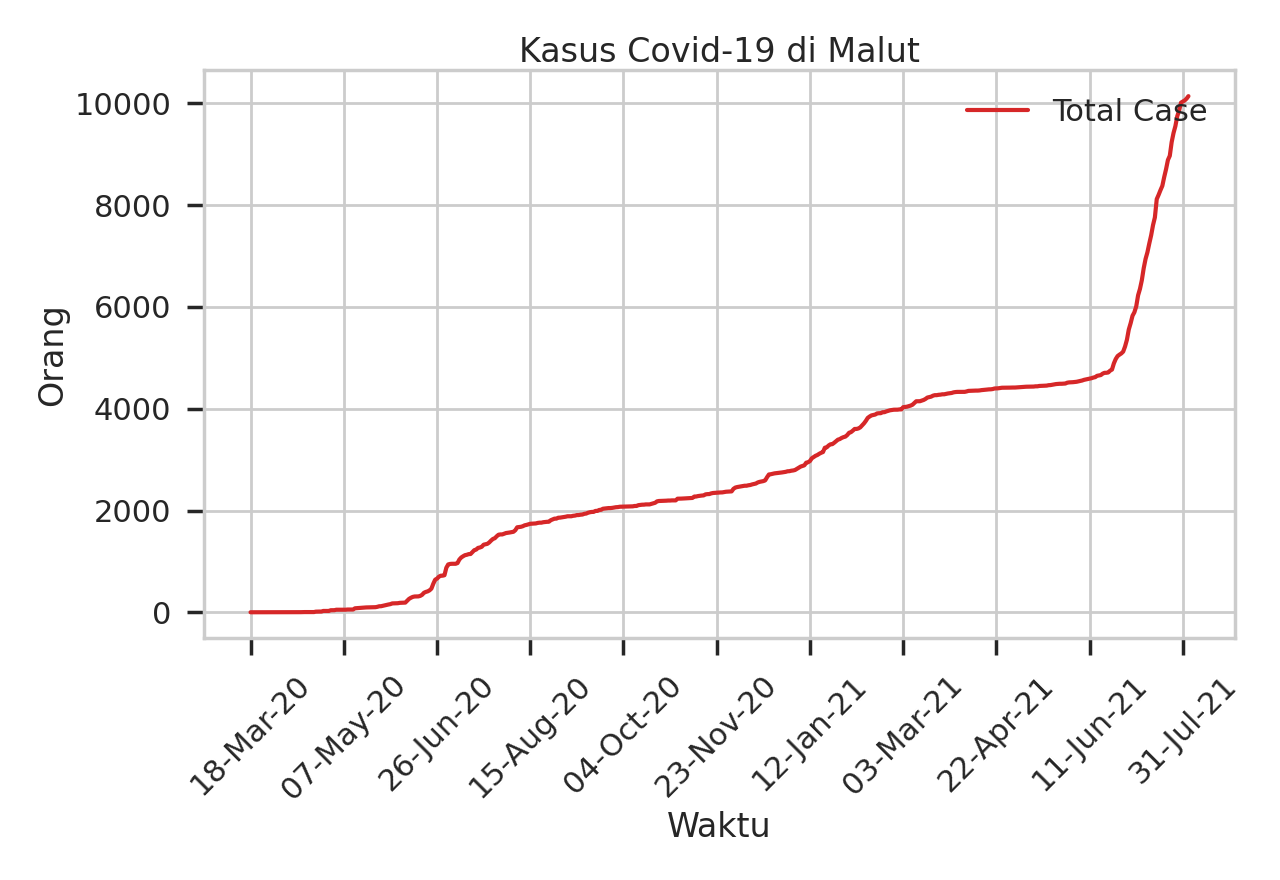 Kasus Covid-19 di Malut
Total Case
Orang
10000
8000
6000
4000
2000
0
18-Mar-20
07-May-20
26-Jun-20
15-Aug-20
04-Oct-20
23-Nov-20
12-Jan-21
03-Mar-21
22-Apr-21
11-Jun-21
31-Jul-21
Waktu